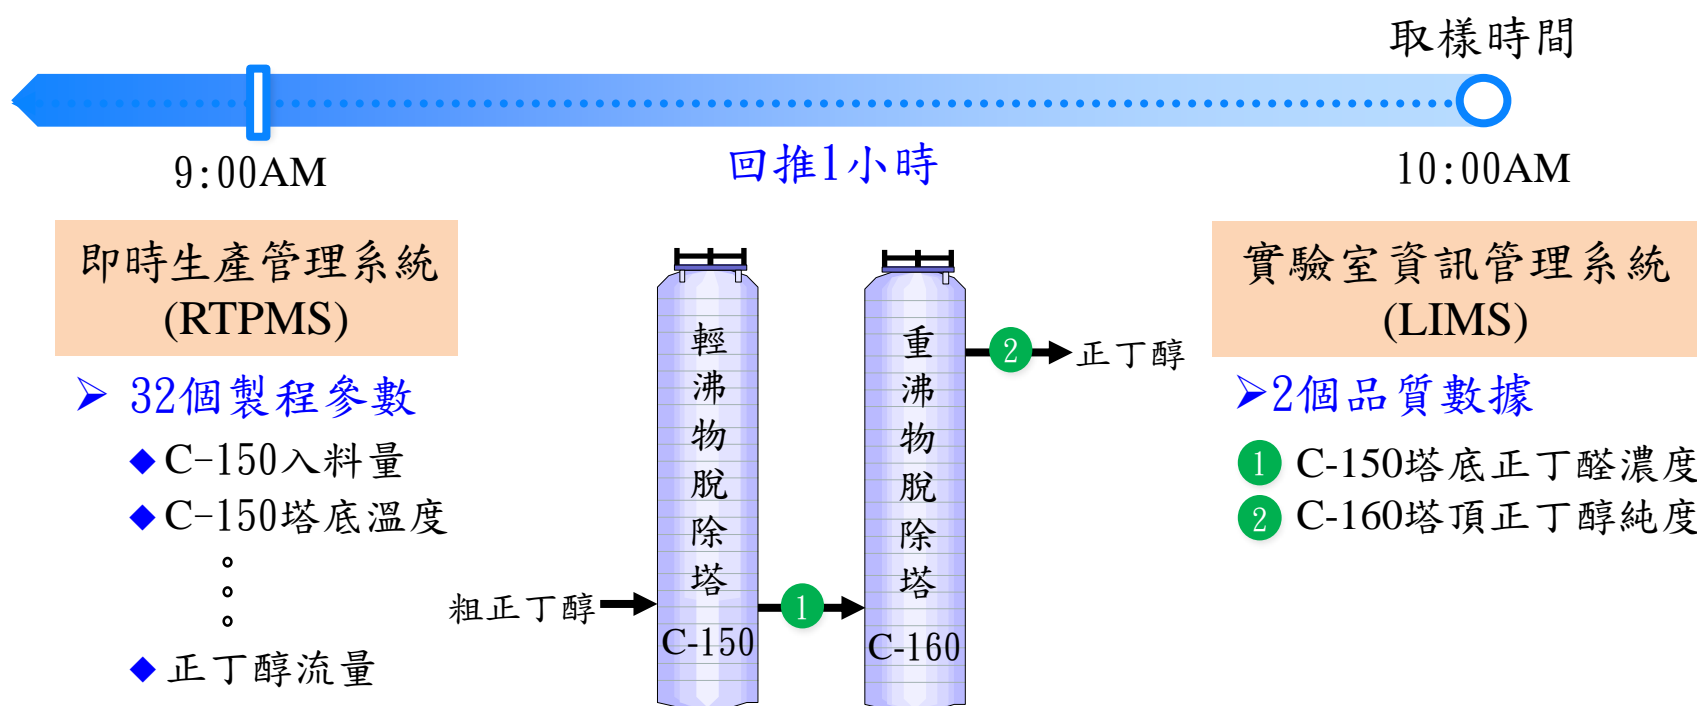 取樣時間
9:00AM
回推1小時
10:00AM
即時生產管理系統
(RTPMS)
➢ 32個製程參數
◆C-150入料量
◆C-150塔底溫度
。
。
。
◆正丁醇流量
粗正丁醇
輕沸物脫除塔
C-150
1
重沸物脫除塔
C-160
2
正丁醇
實驗室資訊管理系統
(LIMS)
➢2個品質數據
1 C-150塔底正丁醛濃度
2 C-160塔頂正丁醇純度